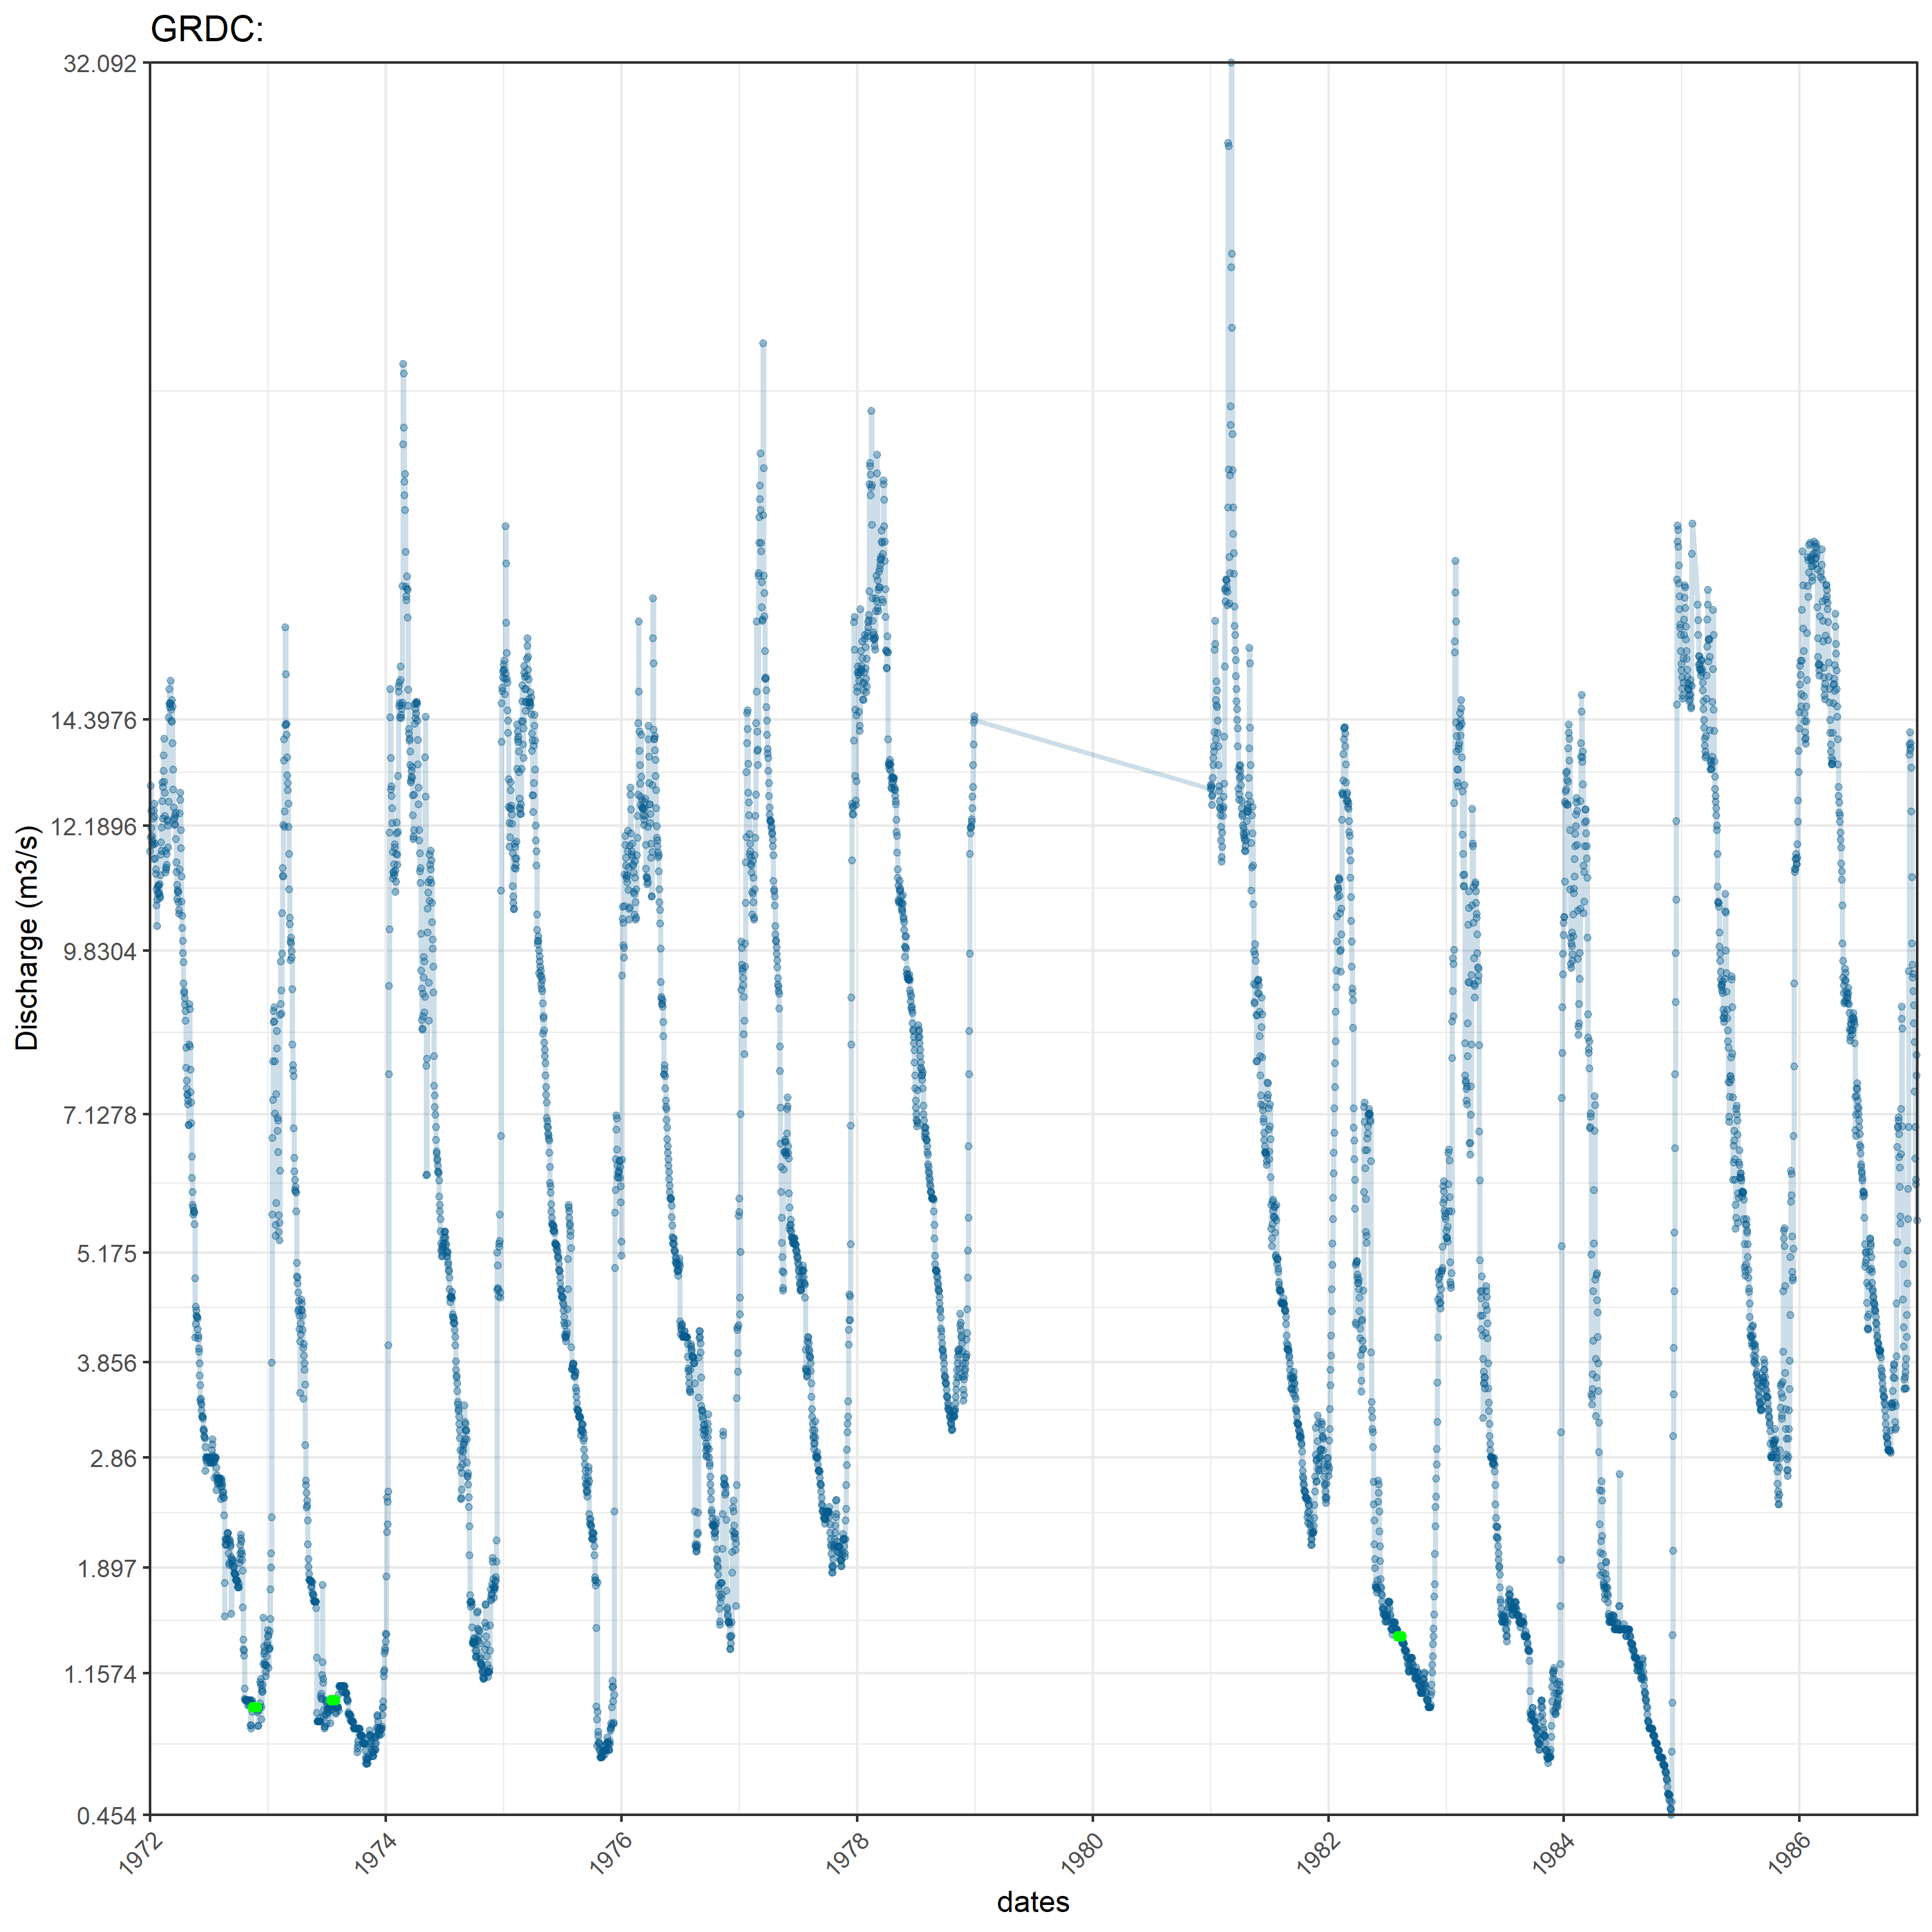 GRDC:
32.092
14.3976
12.1896
9.8304
7.1278
5.175
3.856
2.86
1.897
1.1574
0.454
Discharge (m3/s)
1972 1974 1976 1978 1980 1982 1984 1986
dates